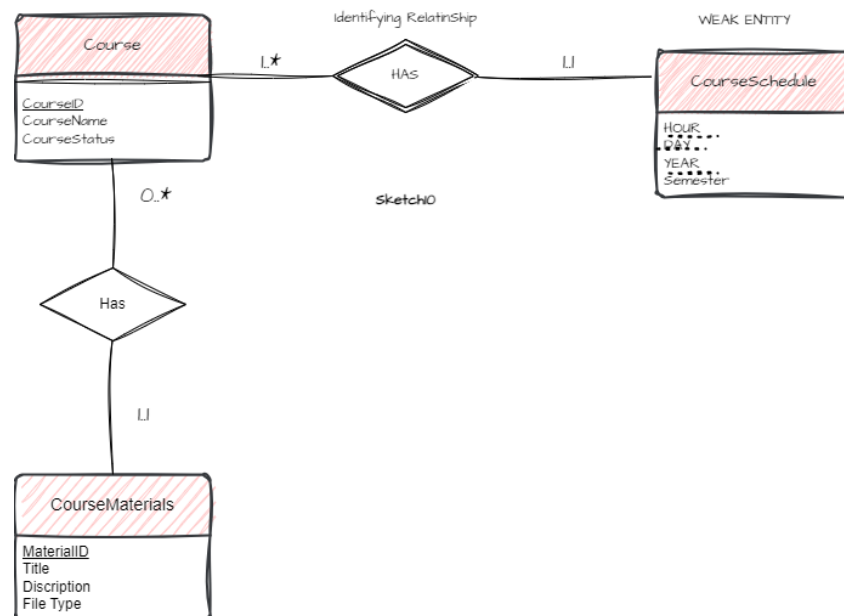 Identifying RelatinShip
WEAK ENTITY
Course
1..*
HAS
1..1
CourseSchedule
CourseID
CourseName
CourseStatus
HOUR
DAY
YEAR
Semester
0..*
Sketch10
Has
1..1
CourseMaterials
MaterialID
Title
Discription
File Type